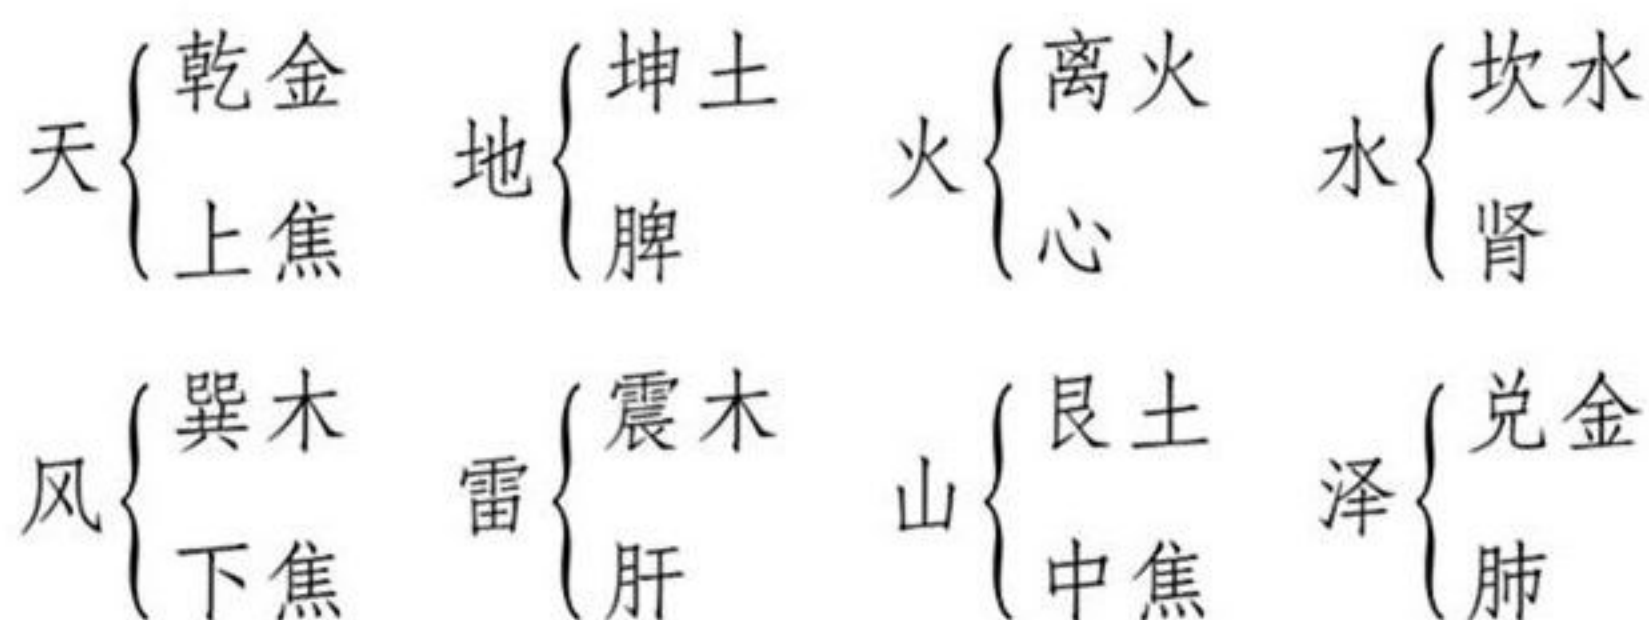 乾金 坤土 离火 坎水
天 地 火 水
上焦 脾 心 肾
巽木 震木 艮土 兑金
风 雷 山 泽
下焦 肝 中焦 肺